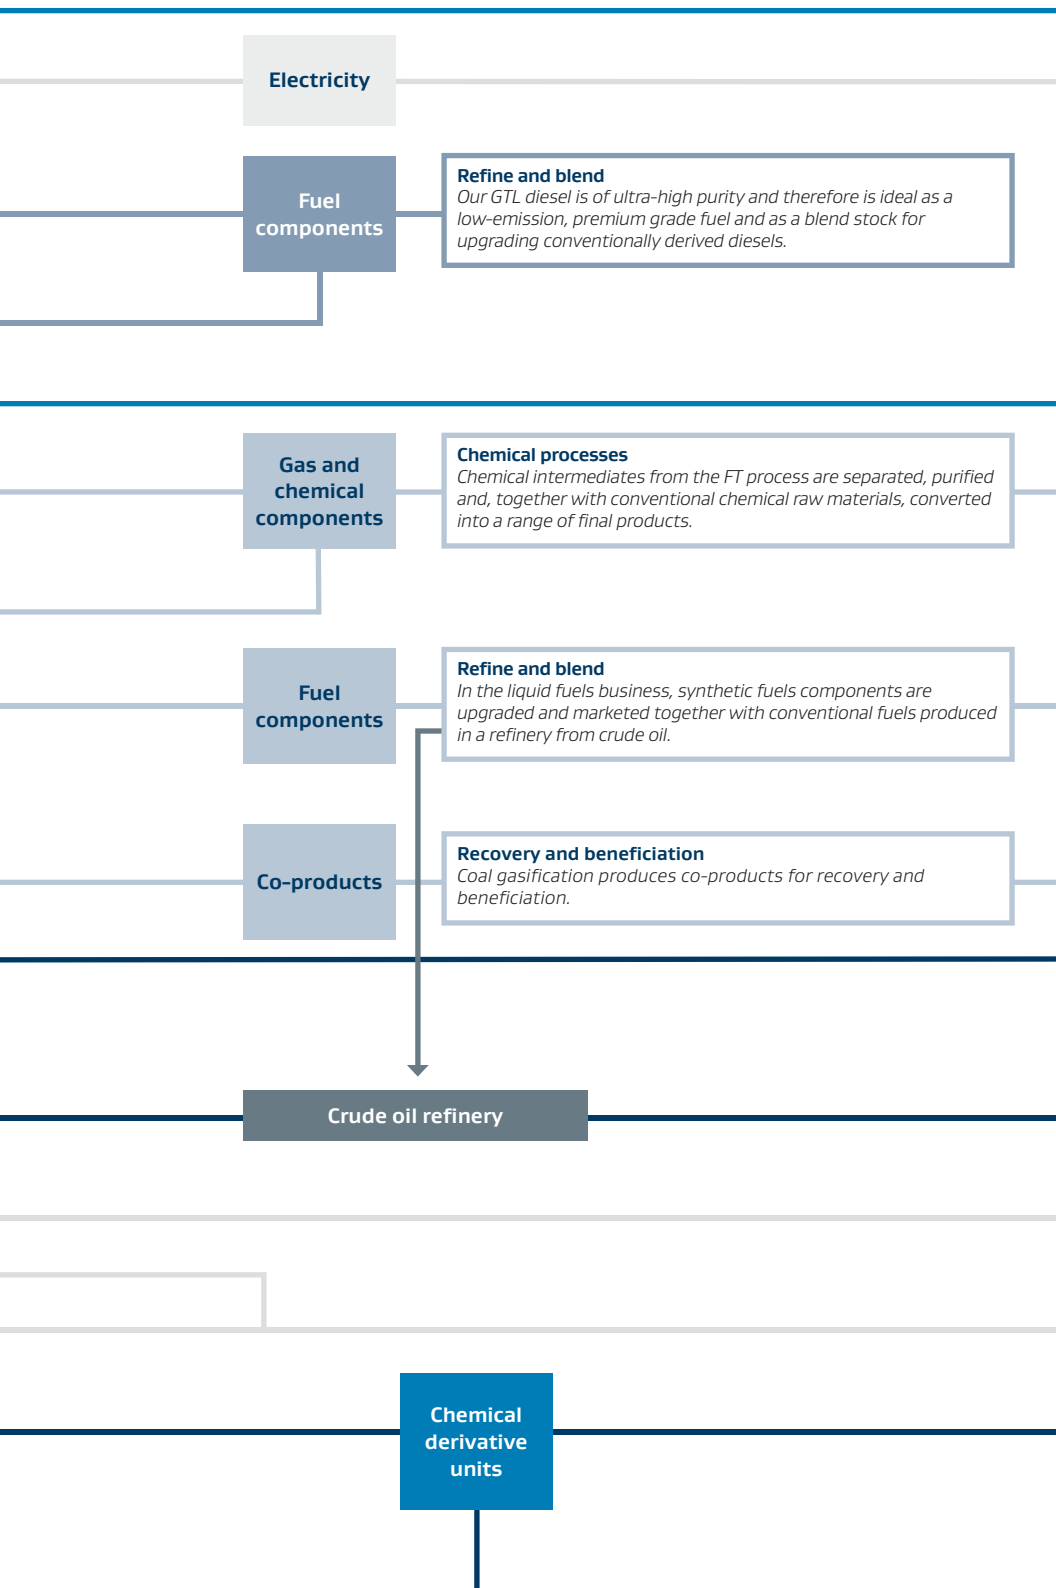 Electricity
Fuel
components
Refine and blend
Our GTL diesel is of ultra-high purity and therefore is ideal as a
low-emission, premium grade fuel and as a blend stock for
upgrading conventionally derived diesels.
Gas and
chemical
components
Chemical processes
Chemical intermediates from the FT process are separated, purified
and, together with conventional chemical raw materials, converted
into a range of final products.
Fuel
components
Refine and blend
In the liquid fuels business, synthetic fuels components are
upgraded and marketed together with conventional fuels produced
in a refinery from crude oil.
Co-products
Recovery and beneficiation
Coal gasification produces co-products for recovery and
beneficiation.
Crude oil refinery
Chemical
derivative
units